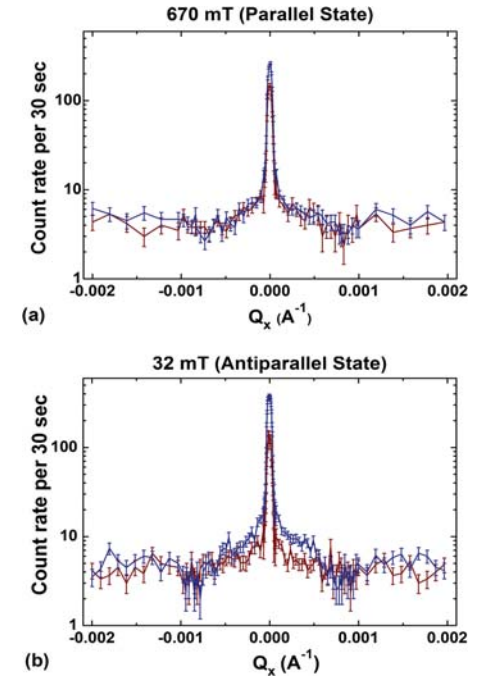 670 mT (Parallel State)
Count rate per 30 sec
100
10
1
-0.002 -0.001 0.000 0.001 0.002
(a)
Qₓ (A⁻¹)
32 mT (Antiparallel State)
Count rate per 30 sec
100
10
1
-0.002 -0.001 0.000 0.001 0.002
(b)
Qₓ (A⁻¹)